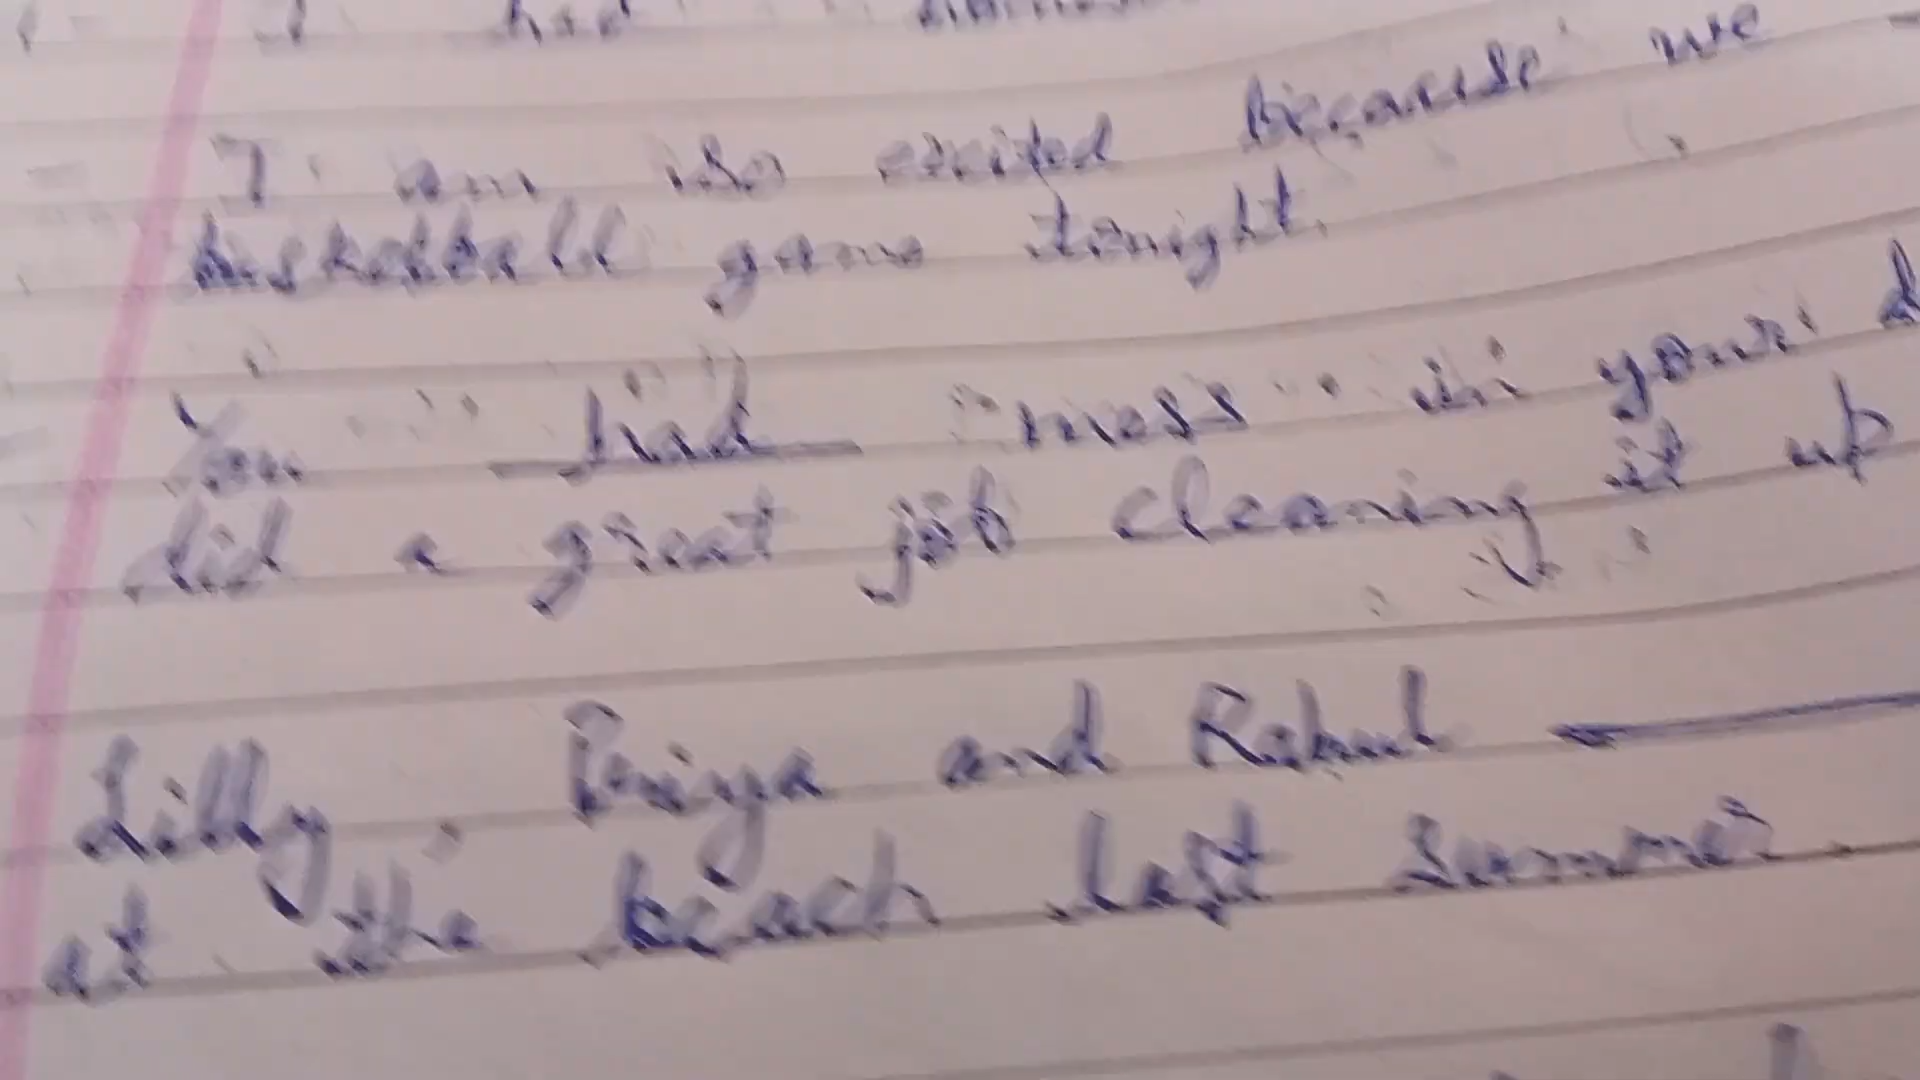 I had
I am so excited because we
basketball game tonight.
You had mess in your
did a great job cleaning it up
Lilly, Priya and Rahul
at the beach last summer.